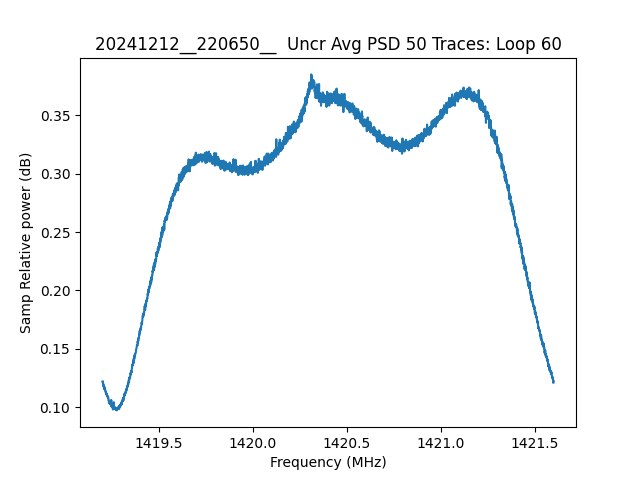 20241212__220650__  Uncr Avg PSD 50 Traces: Loop 60
Samp Relative power (dB)
0.35
0.30
0.25
0.20
0.15
0.10
1419.5 1420.0 1420.5 1421.0 1421.5
Frequency (MHz)